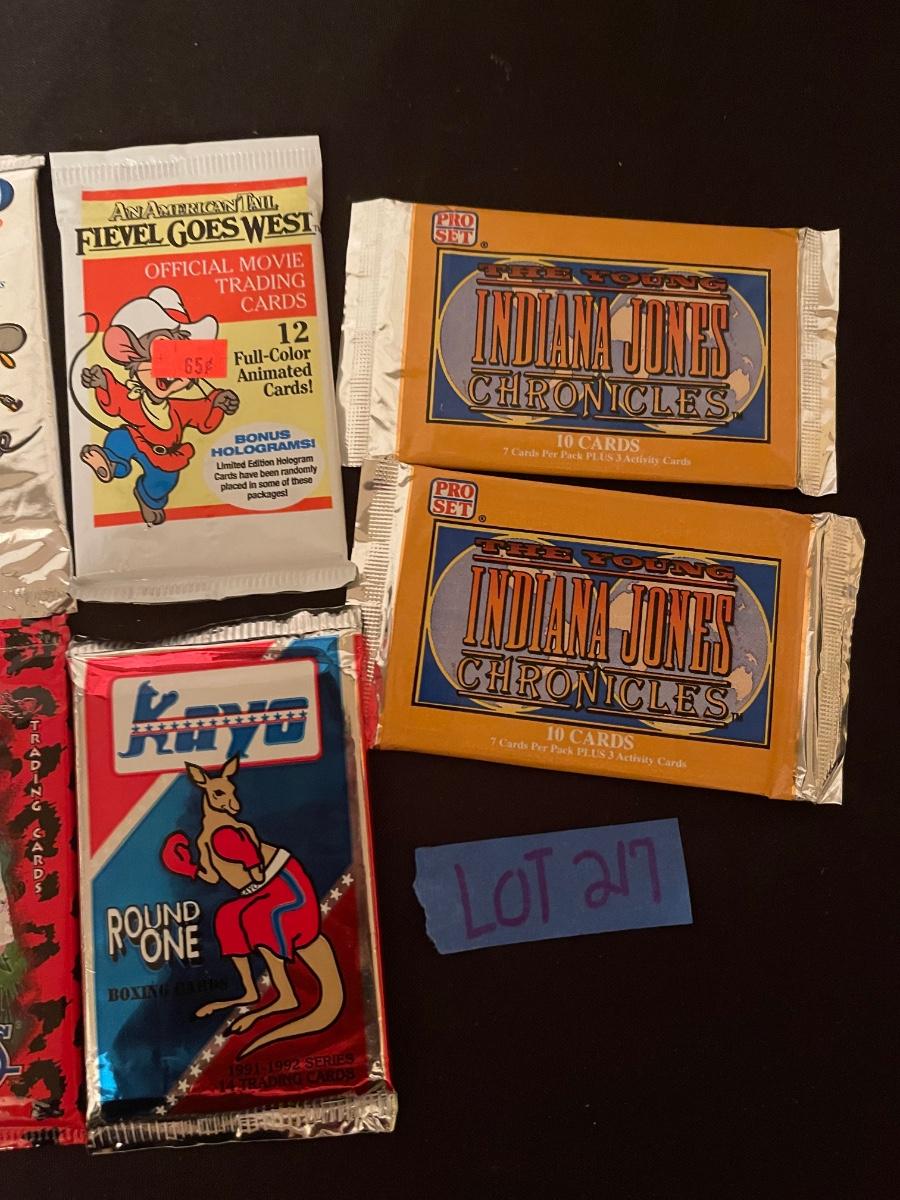 AN AMERICAN TAIL
FIEVEL GOES WEST
OFFICIAL MOVIE
TRADING
CARDS
12
Full-Color
Animated
Cards!
65¢
BONUS
HOLOGRAMS!
Limited Edition Hologram
Cards have been randomly
placed in some of these
packages!
PRO
SET
THE YOUNG
INDIANA JONES
CHRONICLES™
10 CARDS
7 Cards Per Pack PLUS 3 Activity Cards
PRO
SET
THE YOUNG
INDIANA JONES
CHRONICLES™
10 CARDS
7 Cards Per Pack PLUS 3 Activity Cards
TRADING CARDS
Kayo
ROUND
ONE
BOXING CARDS
1991-1992 SERIES
14 TRADING CARDS
LOT 217